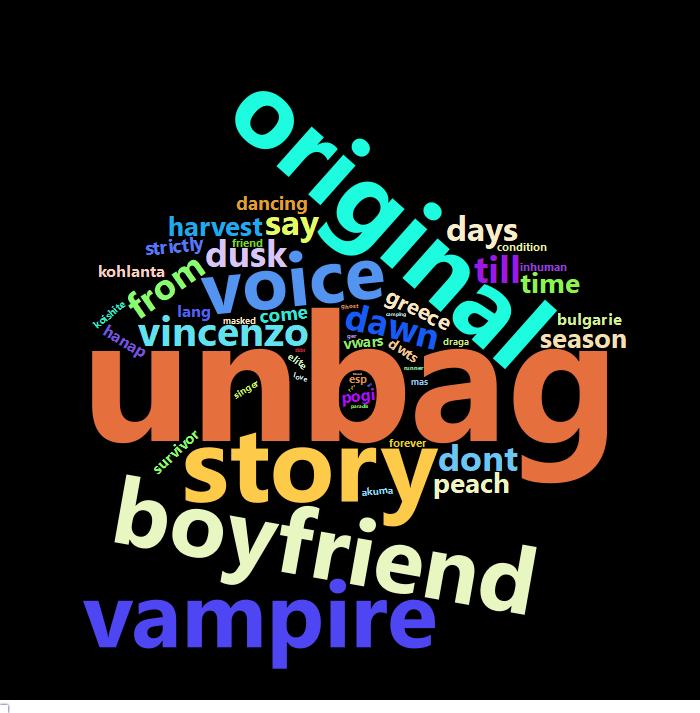 original
dancing
harvest
say
days
strictly
friend
dusk
condition
kohlanta
from
voice
till
inhuman
time
koishite
lang
masked
come
ghost
camping
greece
bulgarie
hanap
vincenzo
dawn
season
vwars
dwts
draga
unbag
elite
love
runner
esp
mas
singer
pogi
paradis
survivor
story
forever
dont
peach
akuma
boyfriend
vampire